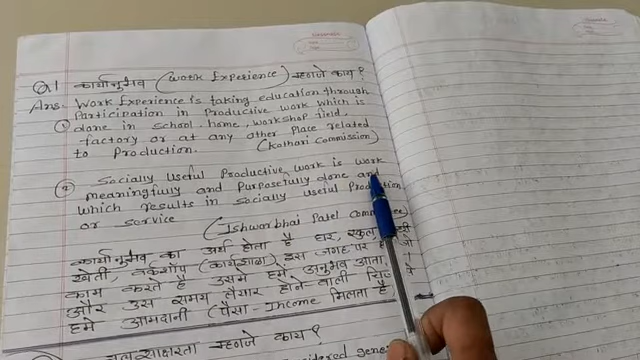 Q1 कार्यानुभव (Work Experience) म्हणजे काय?
Ans. Work Experience is taking education through
① Participation in Productive work which is
done in school, home, workshop field,
factory or at any other Place related
to Production. (Kothari Commission)
② Socially Useful Productive work is work
meaningfully and Purposefully done and
which results in socially useful Production
or service
(Ishwarbhai Patel Committee)
कार्यानुभव का अर्थ होता है घर, स्कूल,
खेती, वर्कशॉप (कार्यशाळा) इस जगह पर जो
काम करते है उसमे हमे अनुभव आता
और उस समय तैयार होने वाली
हमे आमदानी (पैसा - Income मिलता है
म्हणजे काय?
considered